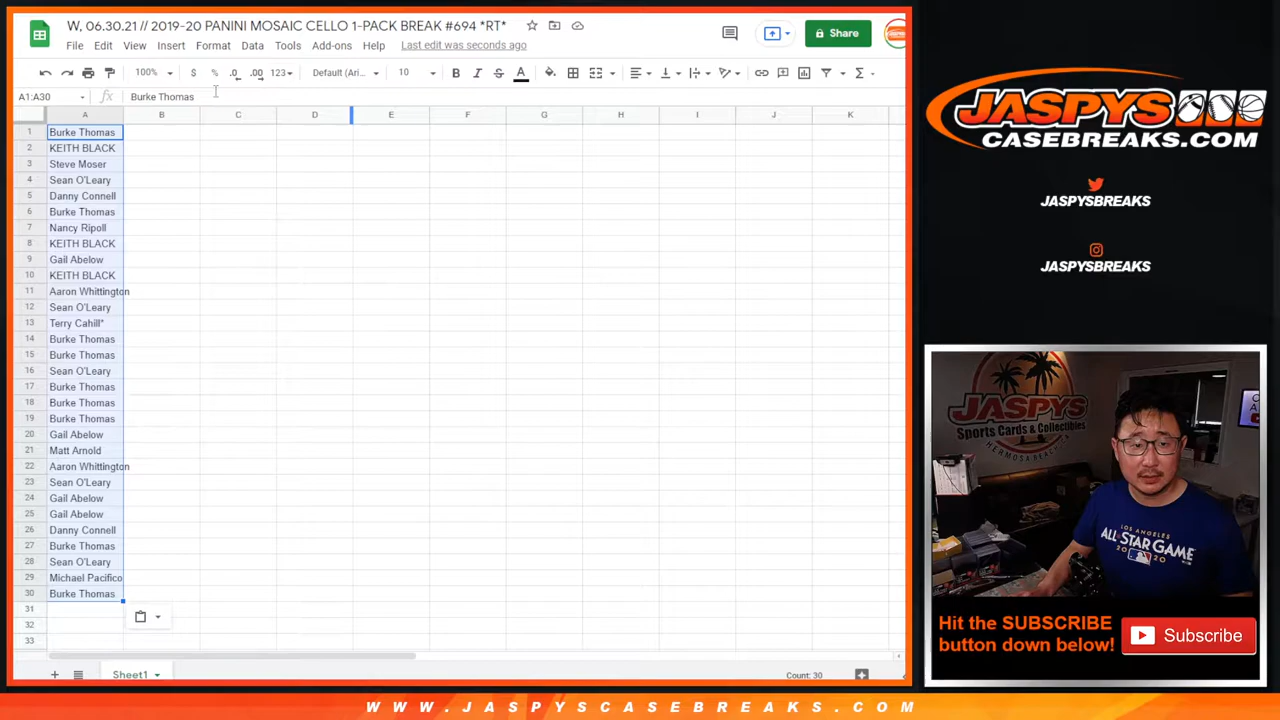 W, 06.30.21 // 2019-20 PANINI MOSAIC CELLO 1-PACK BREAK #694 *RT*
File Edit View Insert Format Data Tools Add-ons Help Last edit was seconds ago
Share
100% $ % .0 .00 123 Default (Ari... 10 B I S A
A1:A30 fx Burke Thomas
A B C D E F G H I J K
1 Burke Thomas
2 KEITH BLACK
3 Steve Moser
4 Sean O'Leary
5 Danny Connell
6 Burke Thomas
7 Nancy Ripoll
8 KEITH BLACK
9 Gail Abelow
10 KEITH BLACK
11 Aaron Whittington
12 Sean O'Leary
13 Terry Cahill*
14 Burke Thomas
15 Burke Thomas
16 Sean O'Leary
17 Burke Thomas
18 Burke Thomas
19 Burke Thomas
20 Gail Abelow
21 Matt Arnold
22 Aaron Whittington
23 Sean O'Leary
24 Gail Abelow
25 Gail Abelow
26 Danny Connell
27 Burke Thomas
28 Sean O'Leary
29 Michael Pacifico
30 Burke Thomas
31
32
33
Sheet1 Count: 30
JASPYS
CASEBREAKS.COM
JASPYSBREAKS
JASPYSBREAKS
JASPYS
Sports Cards & Collectibles
HERMOSA BEACH, CA
LOS ANGELES
ALL STAR GAME
2020
Hit the SUBSCRIBE
button down below!
Subscribe
WWW.JASPYSCASEBREAKS.COM